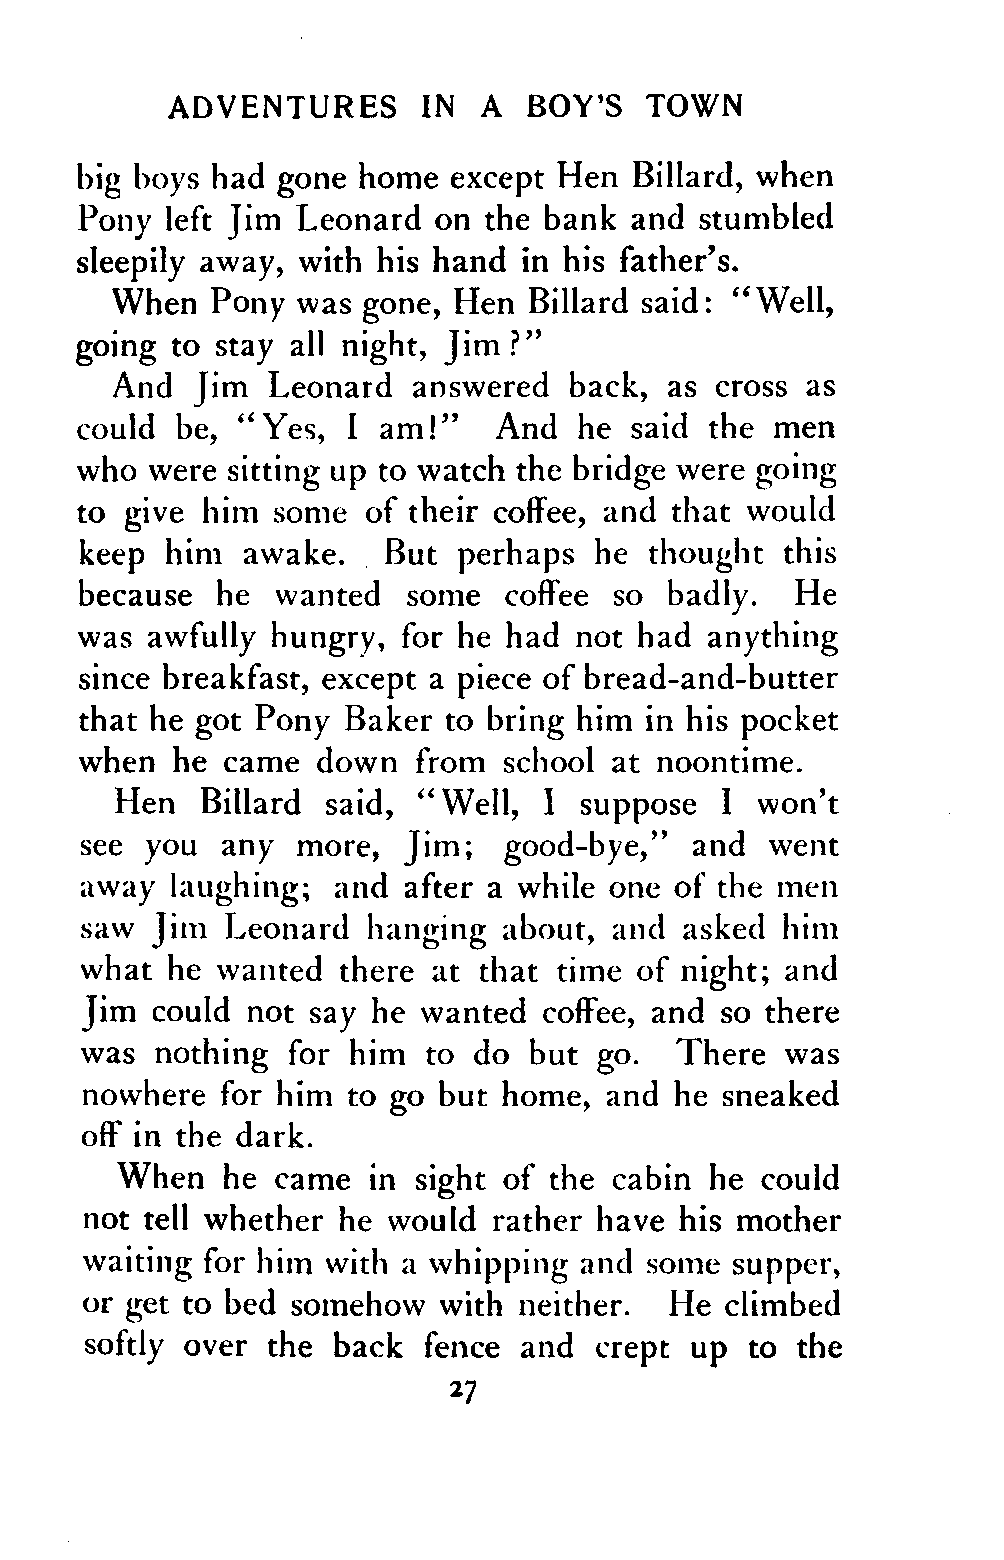 ADVENTURES IN A BOY'S TOWN
big boys had gone home except Hen Billard, when
Pony left Jim Leonard on the bank and stumbled
sleepily away, with his hand in his father's.
When Pony was gone, Hen Billard said: "Well,
going to stay all night, Jim?"
And Jim Leonard answered back, as cross as
could be, "Yes, I am!" And he said the men
who were sitting up to watch the bridge were going
to give him some of their coffee, and that would
keep him awake. But perhaps he thought this
because he wanted some coffee so badly. He
was awfully hungry, for he had not had anything
since breakfast, except a piece of bread-and-butter
that he got Pony Baker to bring him in his pocket
when he came down from school at noontime.
Hen Billard said, "Well, I suppose I won't
see you any more, Jim; good-bye," and went
away laughing; and after a while one of the men
saw Jim Leonard hanging about, and asked him
what he wanted there at that time of night; and
Jim could not say he wanted coffee, and so there
was nothing for him to do but go. There was
nowhere for him to go but home, and he sneaked
off in the dark.
When he came in sight of the cabin he could
not tell whether he would rather have his mother
waiting for him with a whipping and some supper,
or get to bed somehow with neither. He climbed
softly over the back fence and crept up to the
27